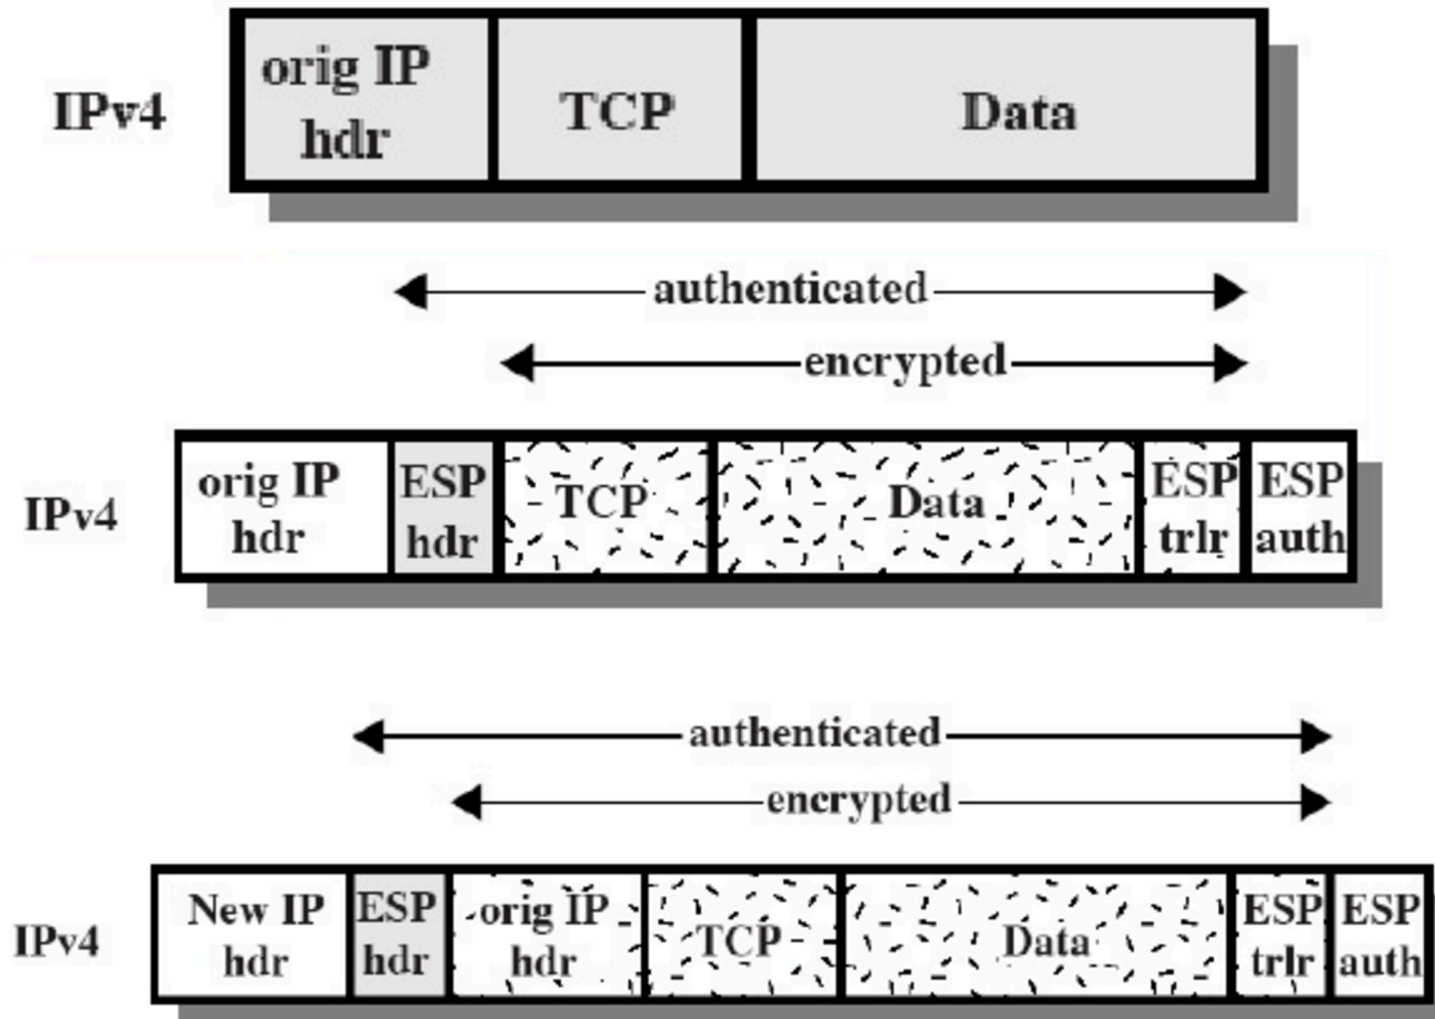 IPv4
orig IP
hdr
TCP
Data
authenticated
encrypted
IPv4
orig IP
hdr
ESP
hdr
TCP
Data
ESP
trlr
ESP
auth
authenticated
encrypted
IPv4
New IP
hdr
ESP
hdr
orig IP
hdr
TCP
Data
ESP
trlr
ESP
auth